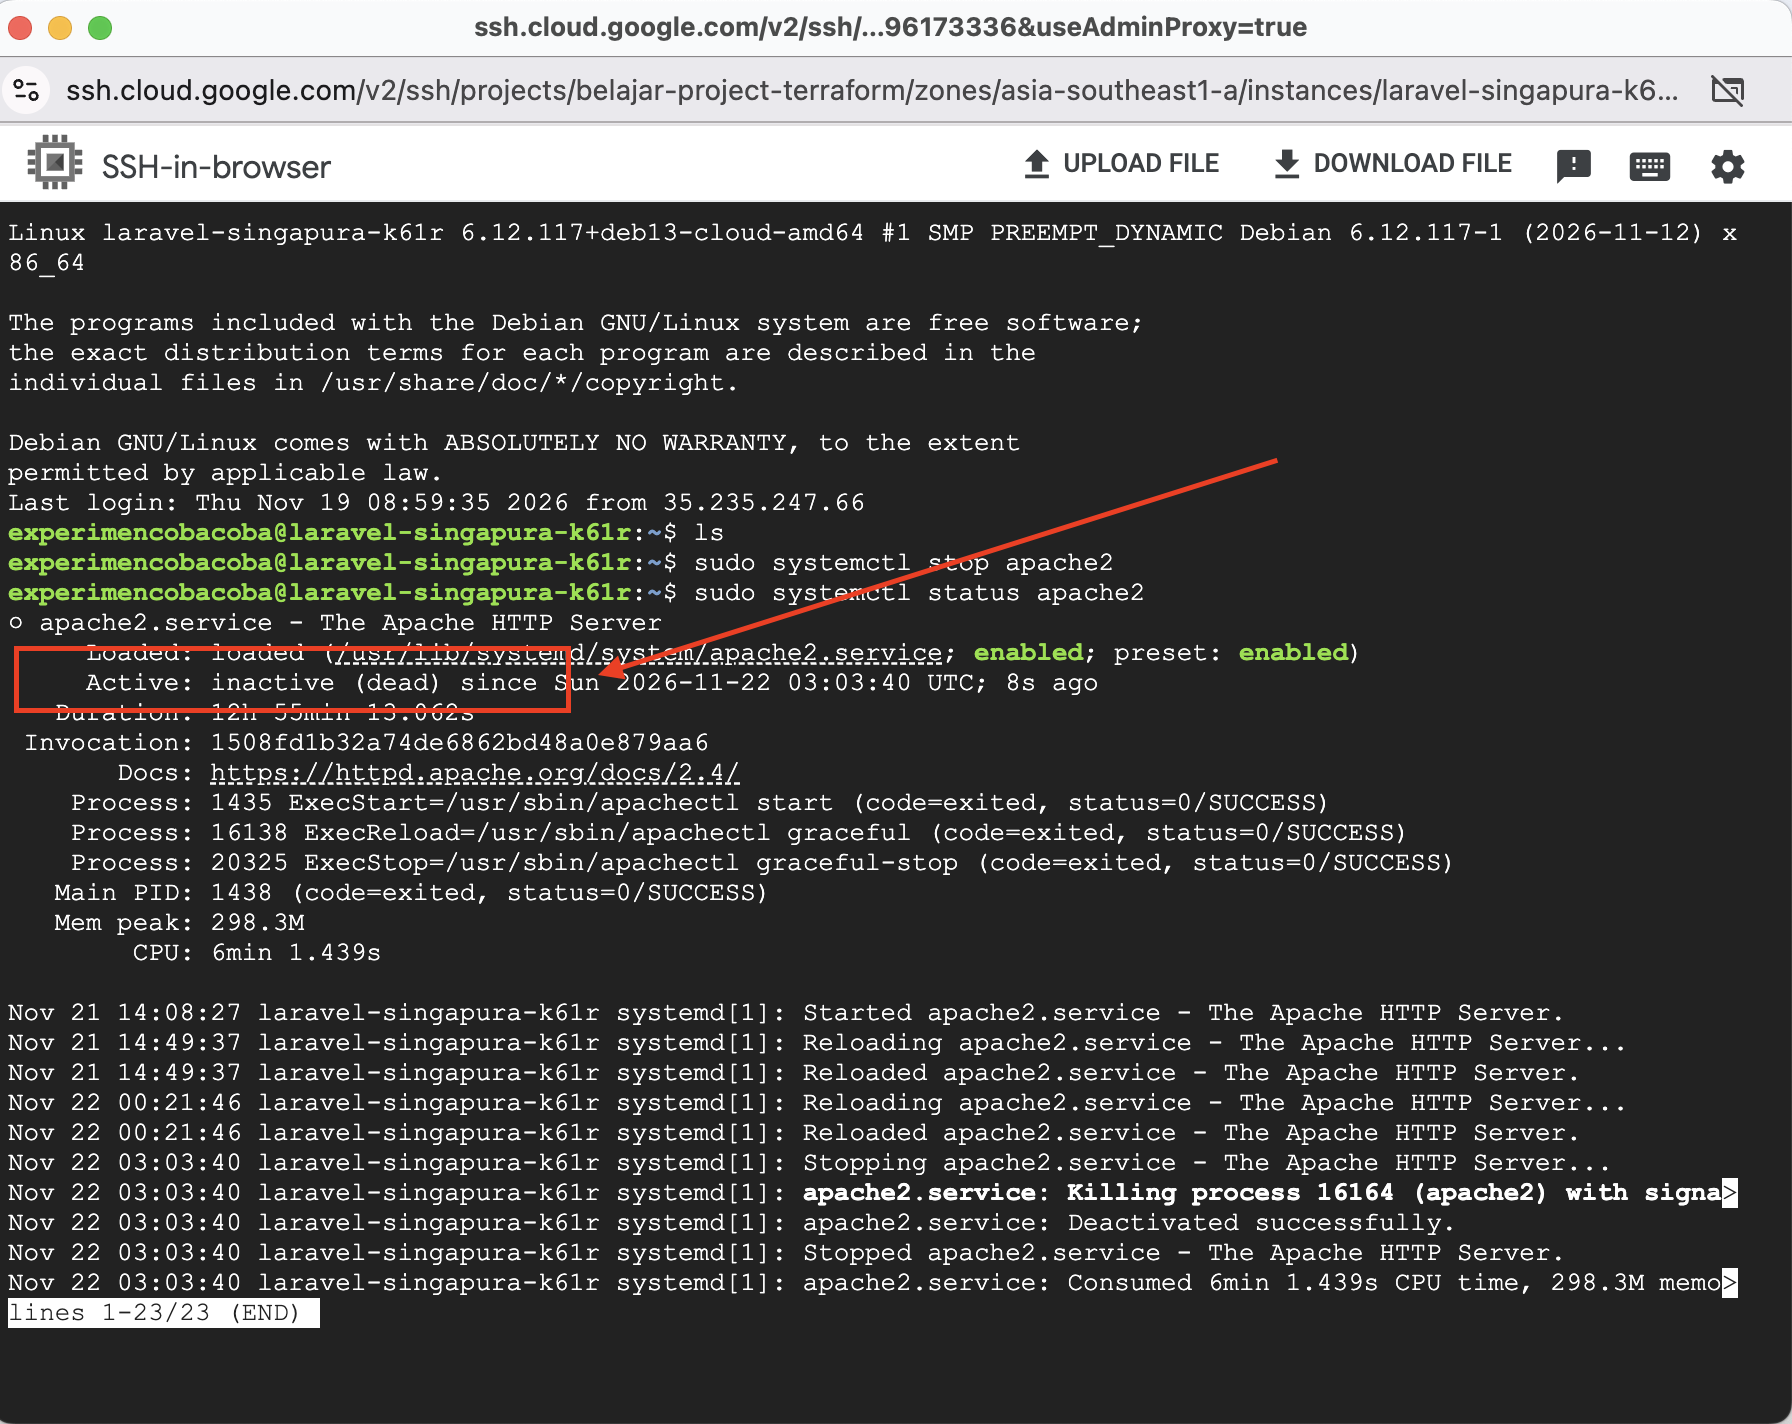 ssh.cloud.google.com/v2/ssh/...96173336&useAdminProxy=true
ssh.cloud.google.com/v2/ssh/projects/belajar-project-terraform/zones/asia-southeast1-a/instances/laravel-singapura-k6...
SSH-in-browser UPLOAD FILE DOWNLOAD FILE
Linux laravel-singapura-k61r 6.12.117+deb13-cloud-amd64 #1 SMP PREEMPT_DYNAMIC Debian 6.12.117-1 (2026-11-12) x
86_64
The programs included with the Debian GNU/Linux system are free software;
the exact distribution terms for each program are described in the
individual files in /usr/share/doc/*/copyright.
Debian GNU/Linux comes with ABSOLUTELY NO WARRANTY, to the extent
permitted by applicable law.
Last login: Thu Nov 19 08:59:35 2026 from 35.235.247.66
experimencobacoba@laravel-singapura-k61r:~$ ls
experimencobacoba@laravel-singapura-k61r:~$ sudo systemctl stop apache2
experimencobacoba@laravel-singapura-k61r:~$ sudo systemctl status apache2
○ apache2.service - The Apache HTTP Server
Loaded: loaded (/usr/lib/systemd/system/apache2.service; enabled; preset: enabled)
Active: inactive (dead) since Sun 2026-11-22 03:03:40 UTC; 8s ago
Duration: 12h 55min 13.062s
Invocation: 1508fd1b32a74de6862bd48a0e879aa6
Docs: https://httpd.apache.org/docs/2.4/
Process: 1435 ExecStart=/usr/sbin/apachectl start (code=exited, status=0/SUCCESS)
Process: 16138 ExecReload=/usr/sbin/apachectl graceful (code=exited, status=0/SUCCESS)
Process: 20325 ExecStop=/usr/sbin/apachectl graceful-stop (code=exited, status=0/SUCCESS)
Main PID: 1438 (code=exited, status=0/SUCCESS)
Mem peak: 298.3M
CPU: 6min 1.439s
Nov 21 14:08:27 laravel-singapura-k61r systemd[1]: Started apache2.service - The Apache HTTP Server.
Nov 21 14:49:37 laravel-singapura-k61r systemd[1]: Reloading apache2.service - The Apache HTTP Server...
Nov 21 14:49:37 laravel-singapura-k61r systemd[1]: Reloaded apache2.service - The Apache HTTP Server.
Nov 22 00:21:46 laravel-singapura-k61r systemd[1]: Reloading apache2.service - The Apache HTTP Server...
Nov 22 00:21:46 laravel-singapura-k61r systemd[1]: Reloaded apache2.service - The Apache HTTP Server.
Nov 22 03:03:40 laravel-singapura-k61r systemd[1]: Stopping apache2.service - The Apache HTTP Server...
Nov 22 03:03:40 laravel-singapura-k61r systemd[1]: apache2.service: Killing process 16164 (apache2) with signa>
Nov 22 03:03:40 laravel-singapura-k61r systemd[1]: apache2.service: Deactivated successfully.
Nov 22 03:03:40 laravel-singapura-k61r systemd[1]: Stopped apache2.service - The Apache HTTP Server.
Nov 22 03:03:40 laravel-singapura-k61r systemd[1]: apache2.service: Consumed 6min 1.439s CPU time, 298.3M memo>
lines 1-23/23 (END)